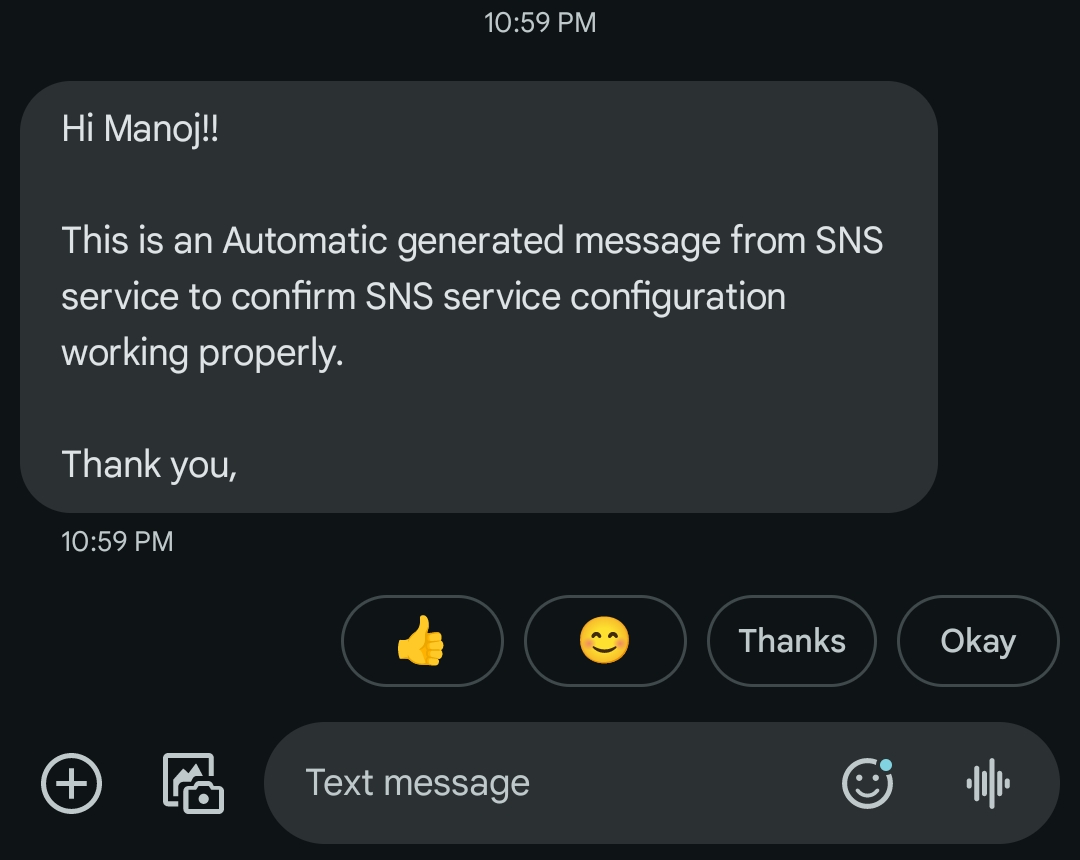 10:59 PM
Hi Manoj!!
This is an Automatic generated message from SNS
service to confirm SNS service configuration
working properly.
Thank you,
10:59 PM
👍 😊 Thanks Okay
Text message